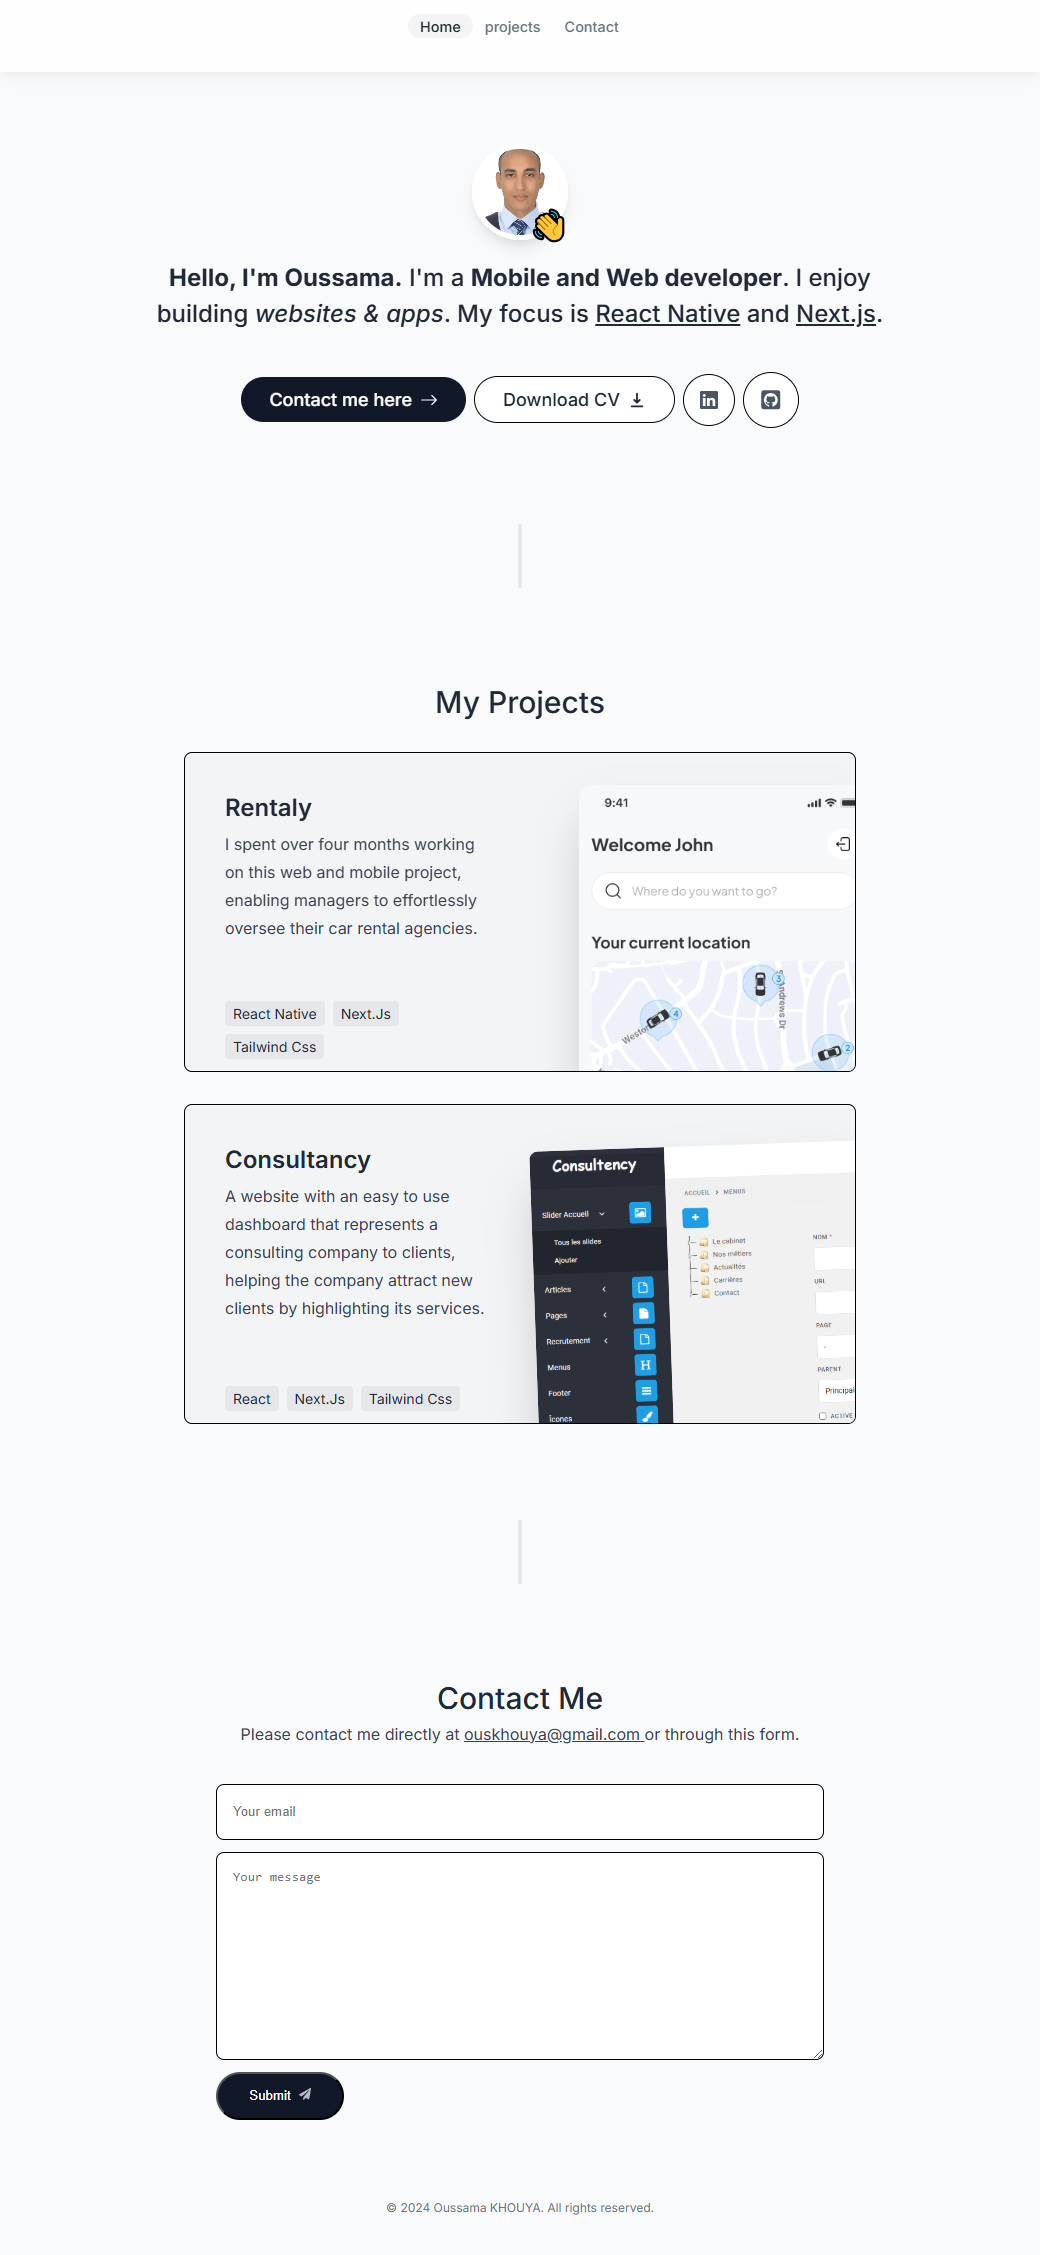 Home projects Contact
Hello, I'm Oussama. I'm a Mobile and Web developer. I enjoy
building websites & apps. My focus is React Native and Next.js.
Contact me here Download CV
My Projects
Rentaly
I spent over four months working
on this web and mobile project,
enabling managers to effortlessly
oversee their car rental agencies.
React Native Next.Js
Tailwind Css
9:41
Welcome John
Where do you want to go?
Your current location
3
4
2
Andrews Dr
Consultancy
A website with an easy to use
dashboard that represents a
consulting company to clients,
helping the company attract new
clients by highlighting its services.
React Next.Js Tailwind Css
Consultency
Slider Accueil
Tous les slides
Ajouter
Articles
Pages
Recrutement
Menus
H
Footer
Icones
ACCUEIL > MENUS
+
Le cabinet
Nos métiers
Actualités
Carrières
Contact
NOM *
URL
PAGE
-
PARENT
Principal
ACTIVE
Contact Me
Please contact me directly at ouskhouya@gmail.com or through this form.
Your email
Your message
Submit
© 2024 Oussama KHOUYA. All rights reserved.